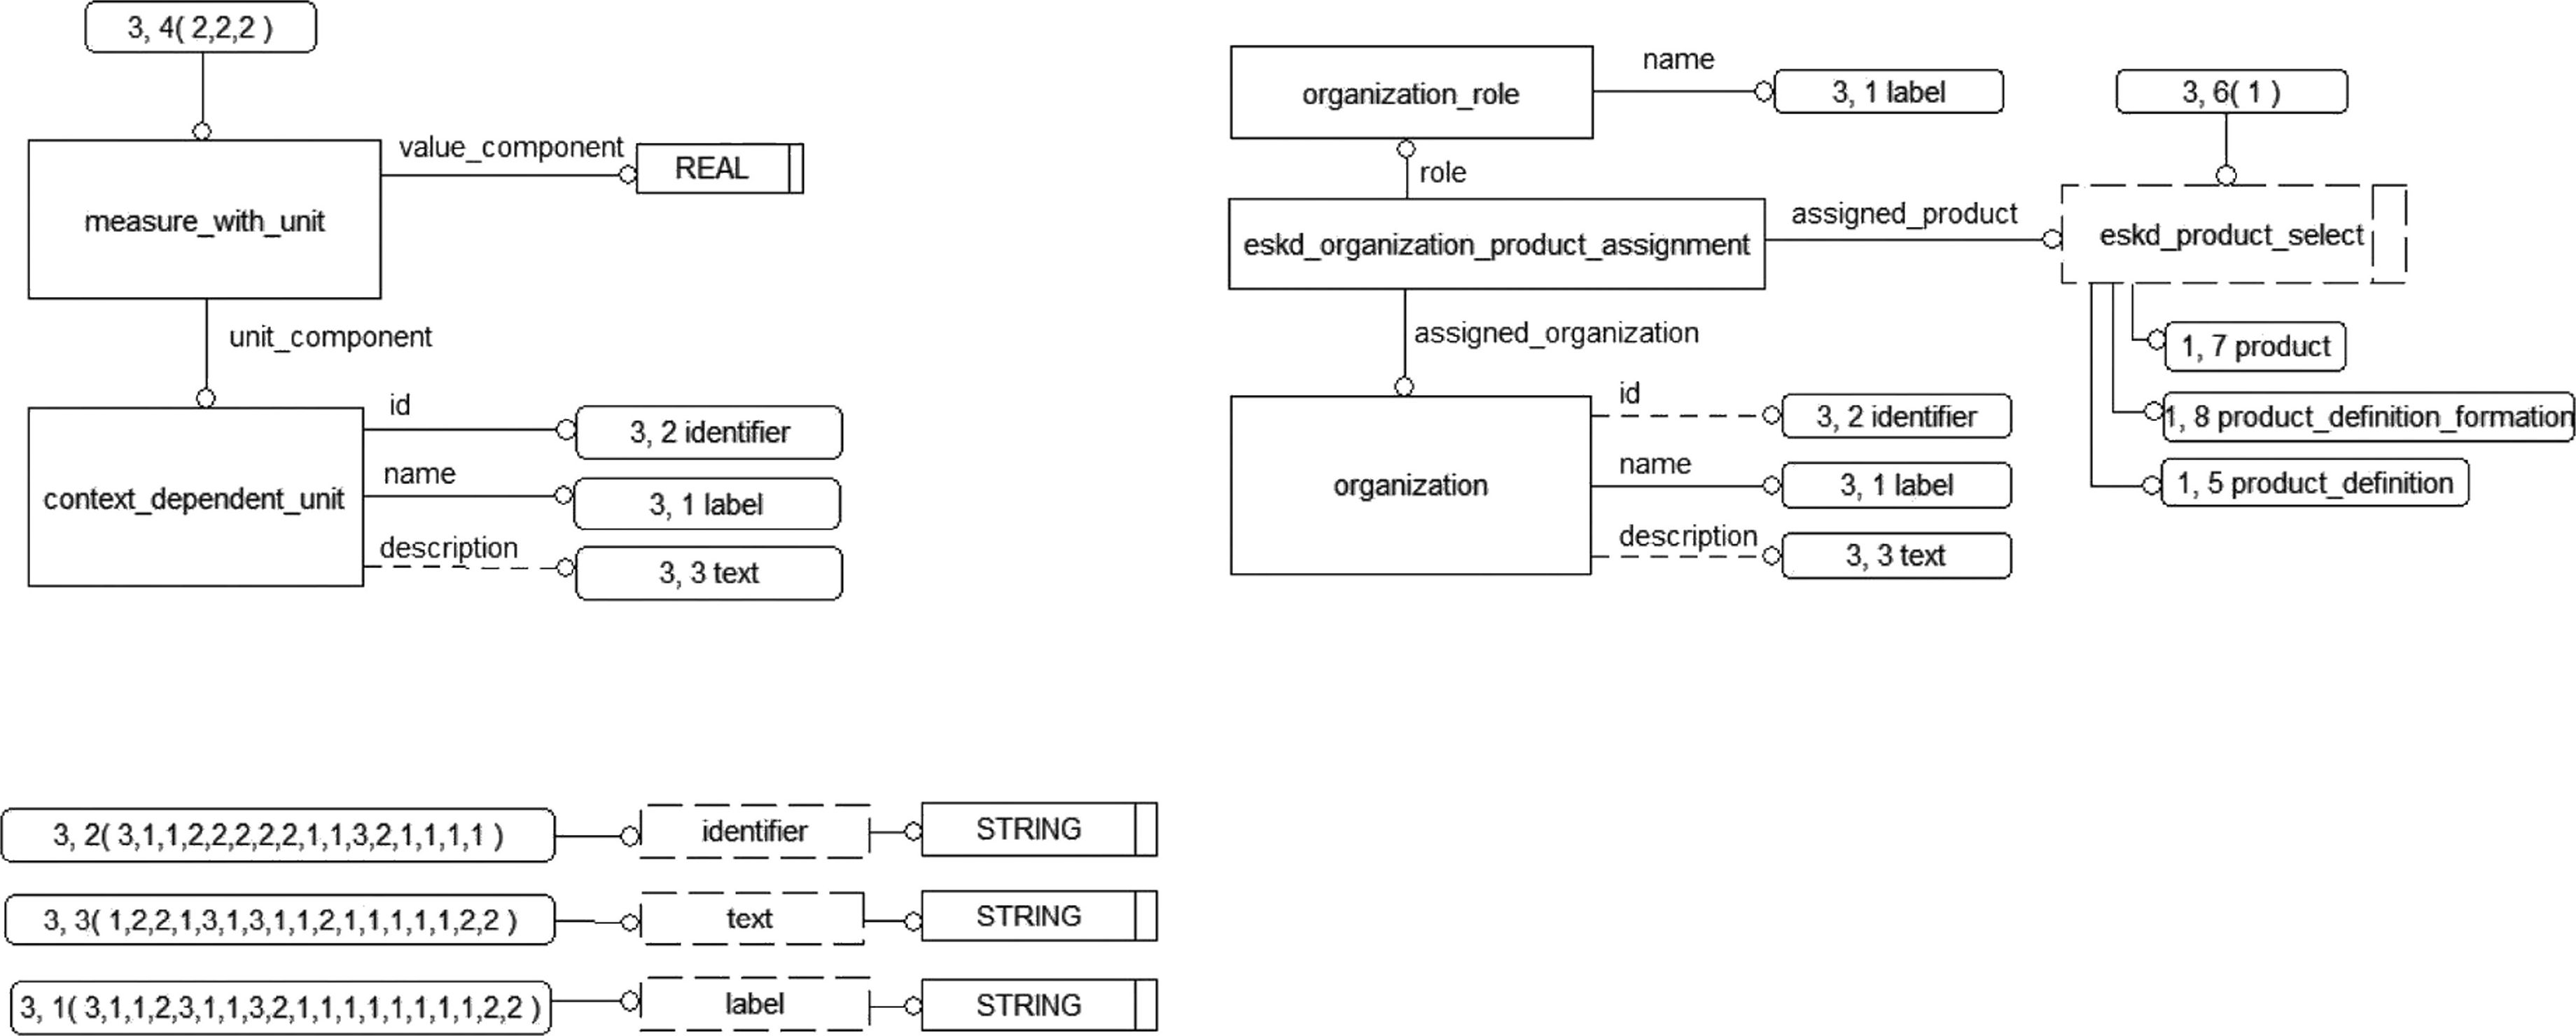 3, 4( 2,2,2 )
measure_with_unit
value_component
REAL
unit_component
context_dependent_unit
id
3, 2 identifier
name
3, 1 label
description
3, 3 text
organization_role
name
3, 1 label
role
eskd_organization_product_assignment
assigned_product
3, 6( 1 )
eskd_product_select
1, 7 product
1, 8 product_definition_formation
1, 5 product_definition
assigned_organization
organization
id
3, 2 identifier
name
3, 1 label
description
3, 3 text
3, 2( 3,1,1,2,2,2,2,2,1,1,3,2,1,1,1,1 )
identifier
STRING
3, 3( 1,2,2,1,3,1,3,1,1,2,1,1,1,1,1,2,2 )
text
STRING
3, 1( 3,1,1,2,3,1,1,3,2,1,1,1,1,1,1,1,1,2,2 )
label
STRING